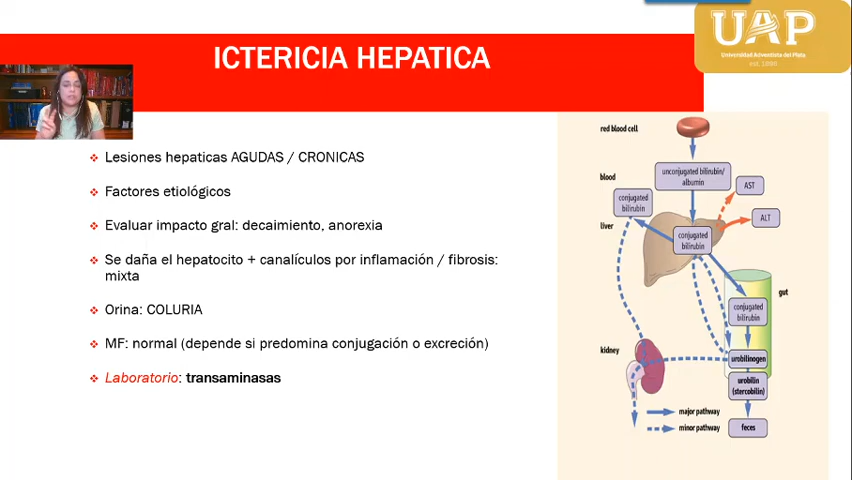 UAP
Universidad Adventista del Plata
est. 1898
ICTERICIA HEPATICA
Lesiones hepaticas AGUDAS / CRONICAS
Factores etiológicos
Evaluar impacto gral: decaimiento, anorexia
Se daña el hepatocito + canalículos por inflamación / fibrosis:
mixta
Orina: COLURIA
MF: normal (depende si predomina conjugación o excreción)
Laboratorio: transaminasas
red blood cell
blood
unconjugated bilirubin/
albumin
AST
conjugated
bilirubin
ALT
liver
conjugated
bilirubin
gut
conjugated
bilirubin
kidney
urobilinogen
urobilin
(stercobilin)
major pathway
minor pathway
feces